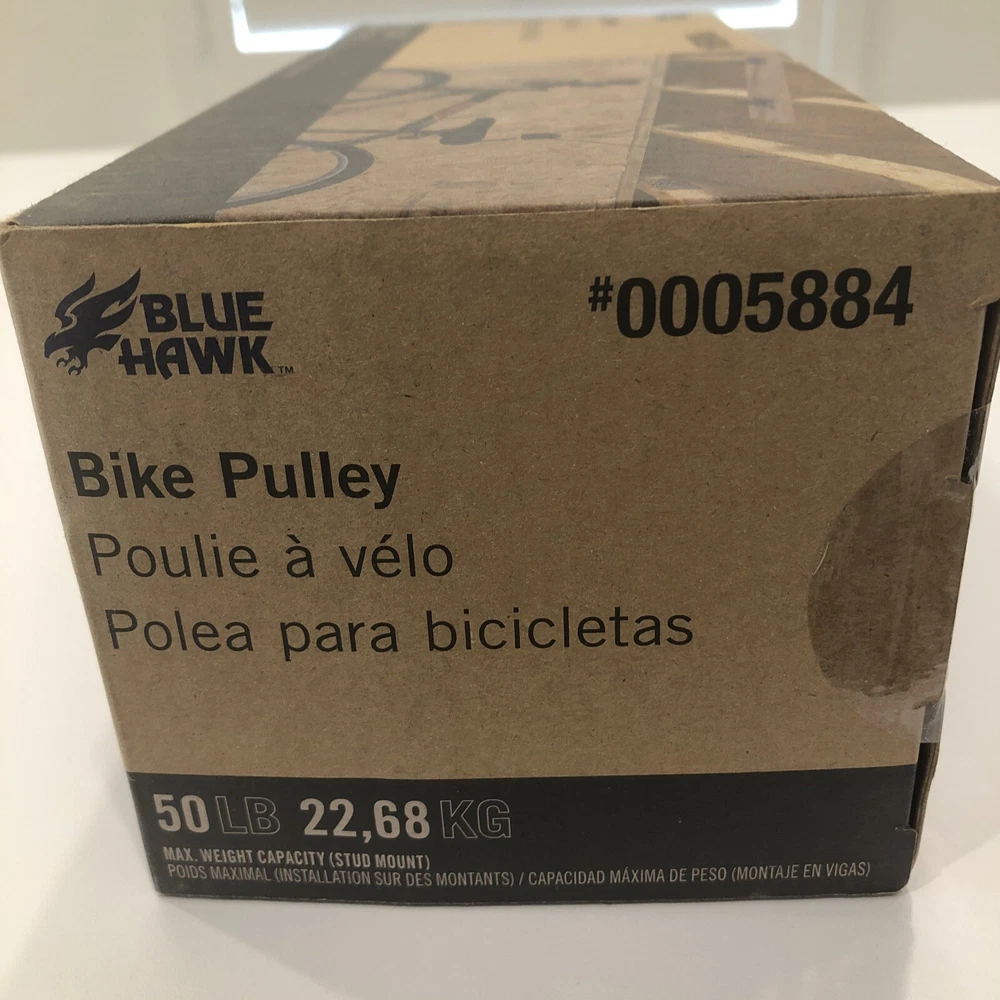 BLUE
HAWK™
#0005884
Bike Pulley
Poulie à vélo
Polea para bicicletas
50 LB 22,68 KG
MAX. WEIGHT CAPACITY (STUD MOUNT)
POIDS MAXIMAL (INSTALLATION SUR DES MONTANTS) / CAPACIDAD MÁXIMA DE PESO (MONTAJE EN VIGAS)